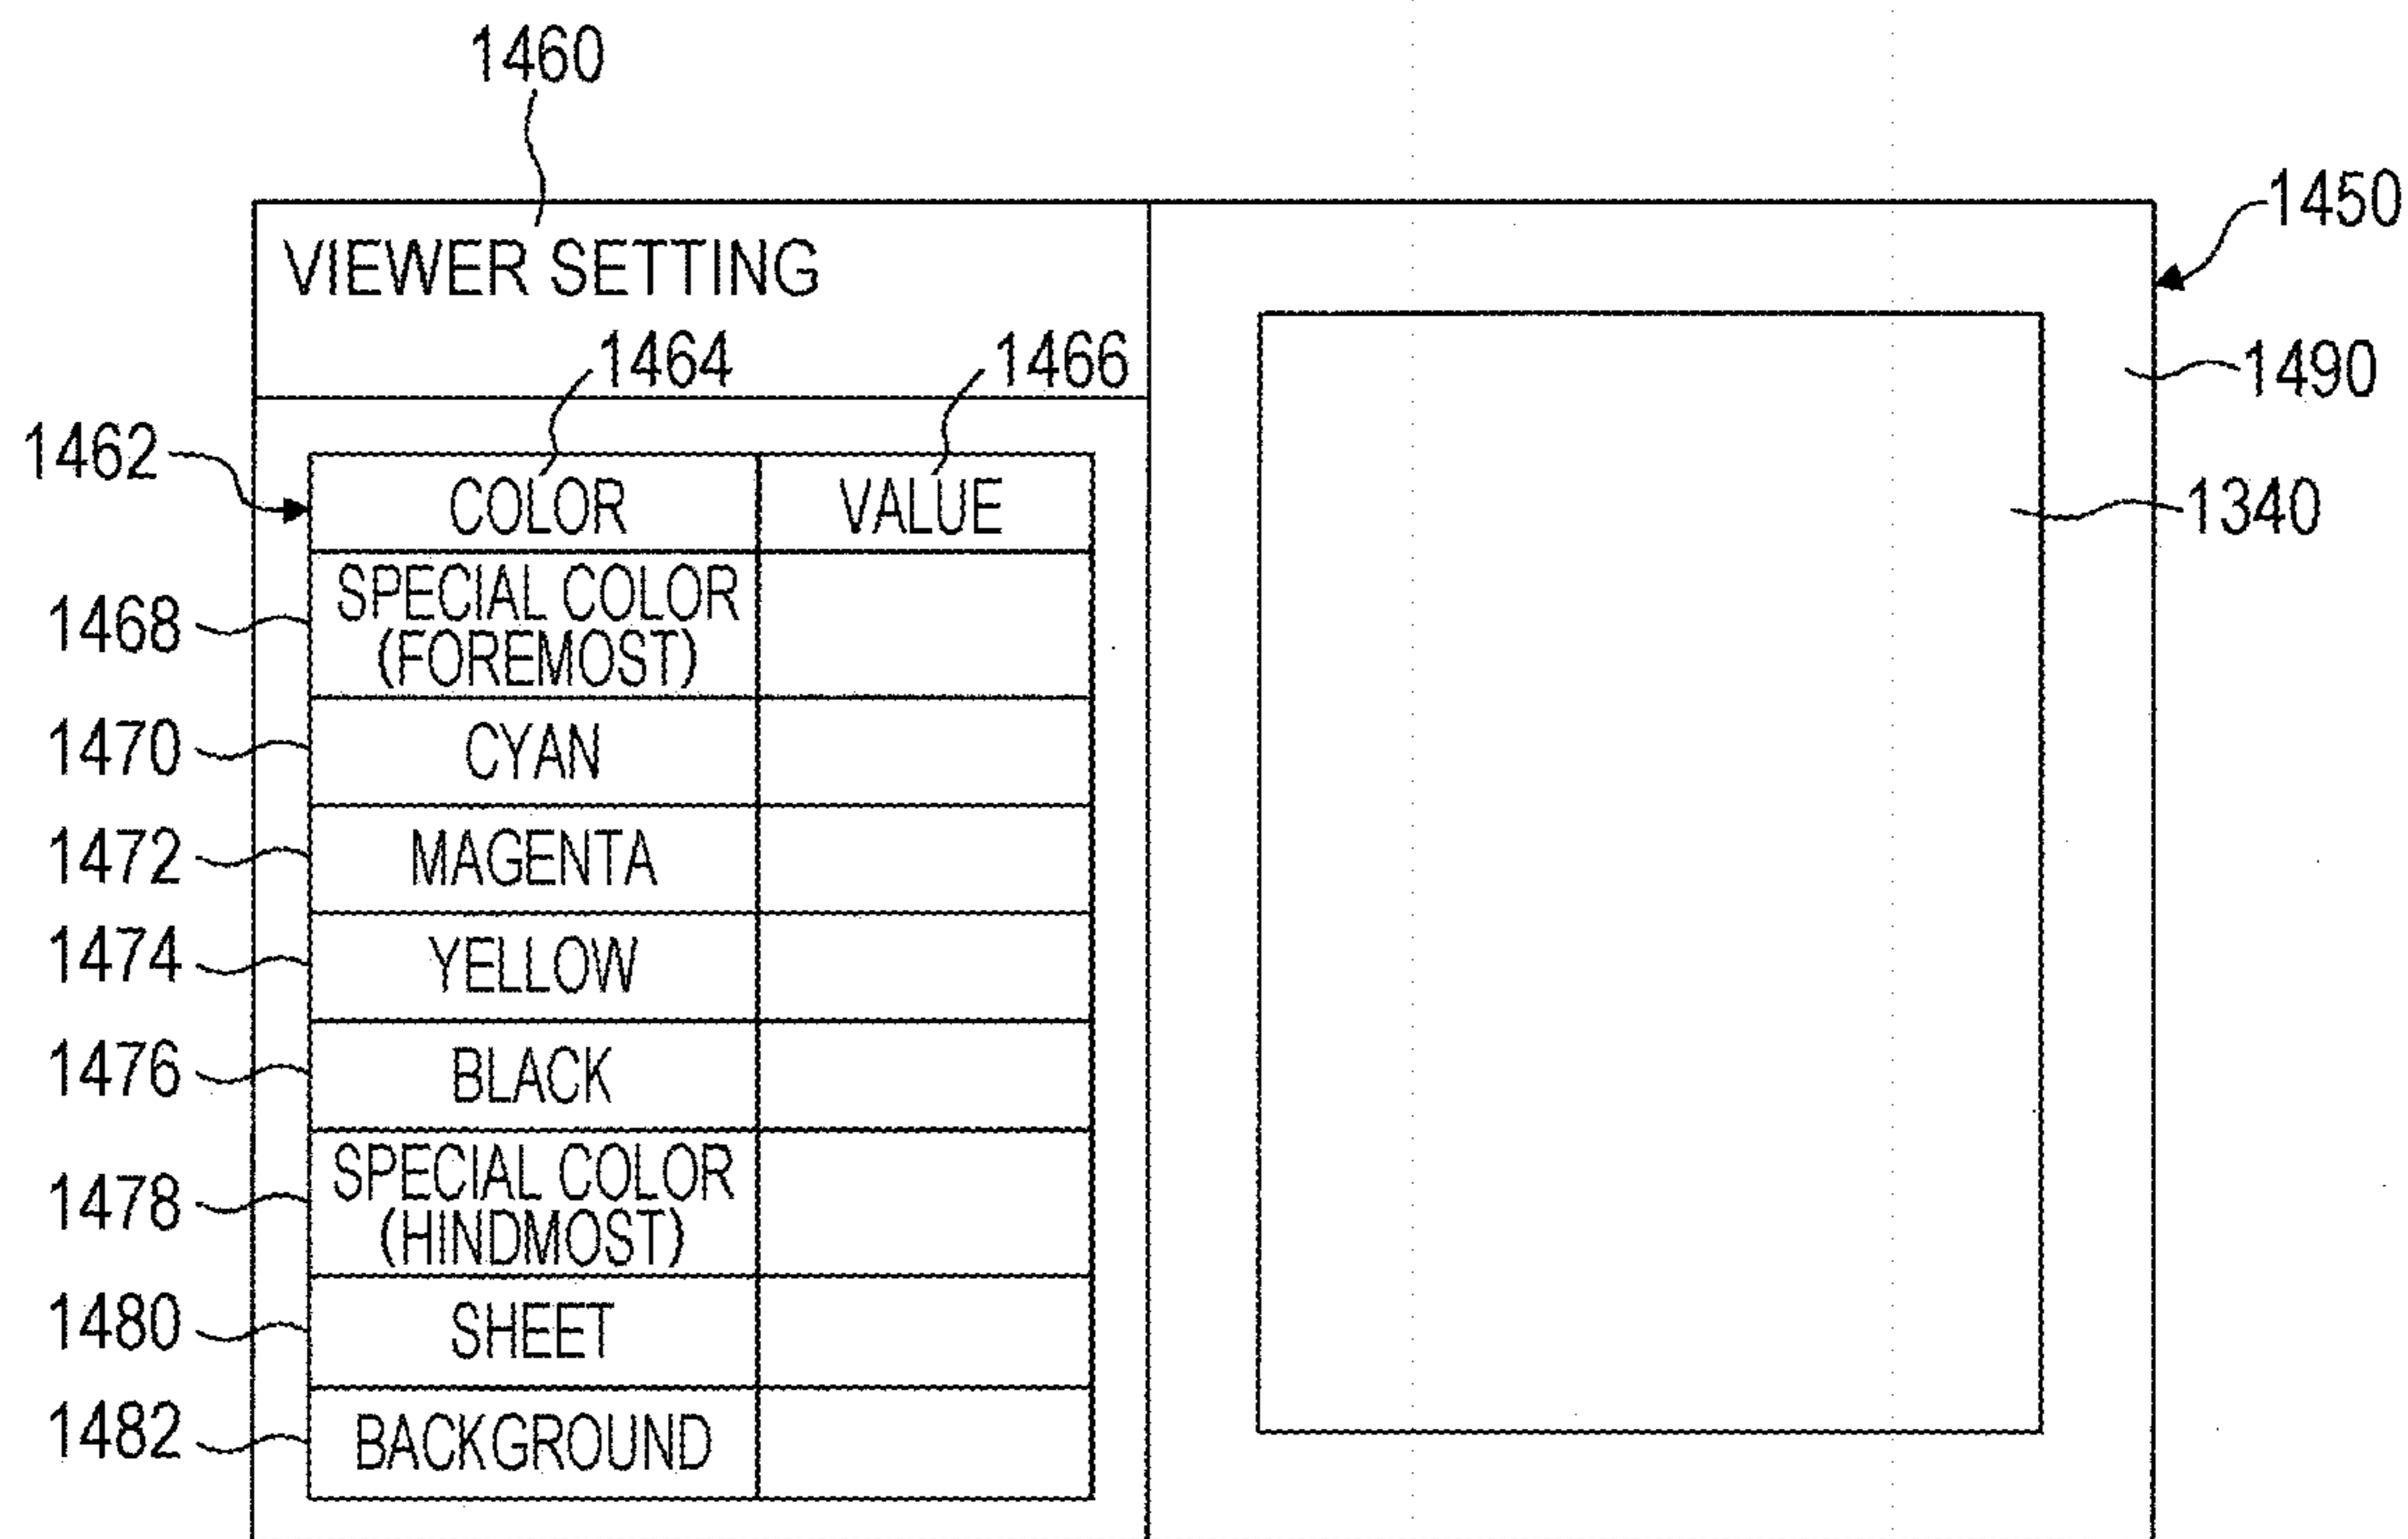 1460
1450
VIEWER SETTING
1464
1466
1490
1462
COLOR
VALUE
1340
1468
SPECIAL COLOR
(FOREMOST)
1470
CYAN
1472
MAGENTA
1474
YELLOW
1476
BLACK
1478
SPECIAL COLOR
(HINDMOST)
1480
SHEET
1482
BACKGROUND